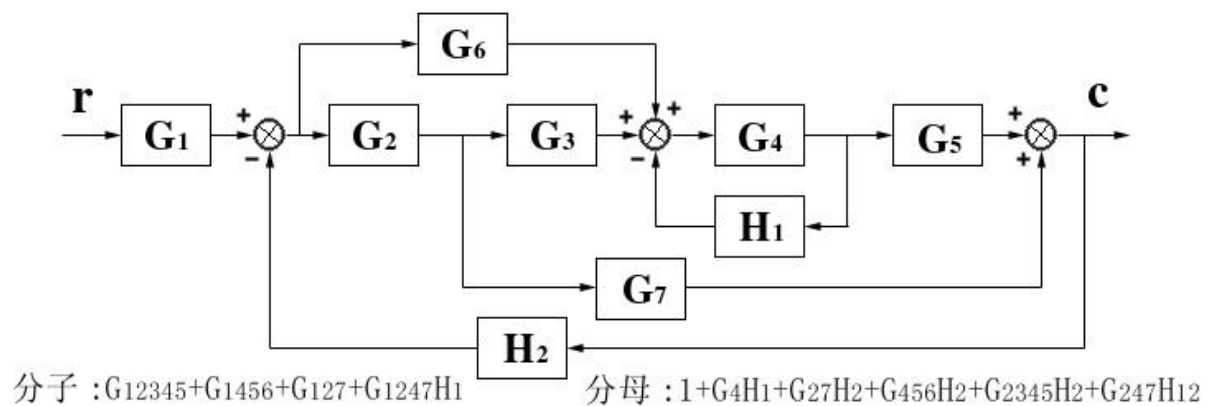 G6
r G1 + - G2 G3 + + - G4 G5 + + c
H1
G7
H2
分子:G12345+G1456+G127+G1247H1 分母:1+G4H1+G27H2+G456H2+G2345H2+G247H12